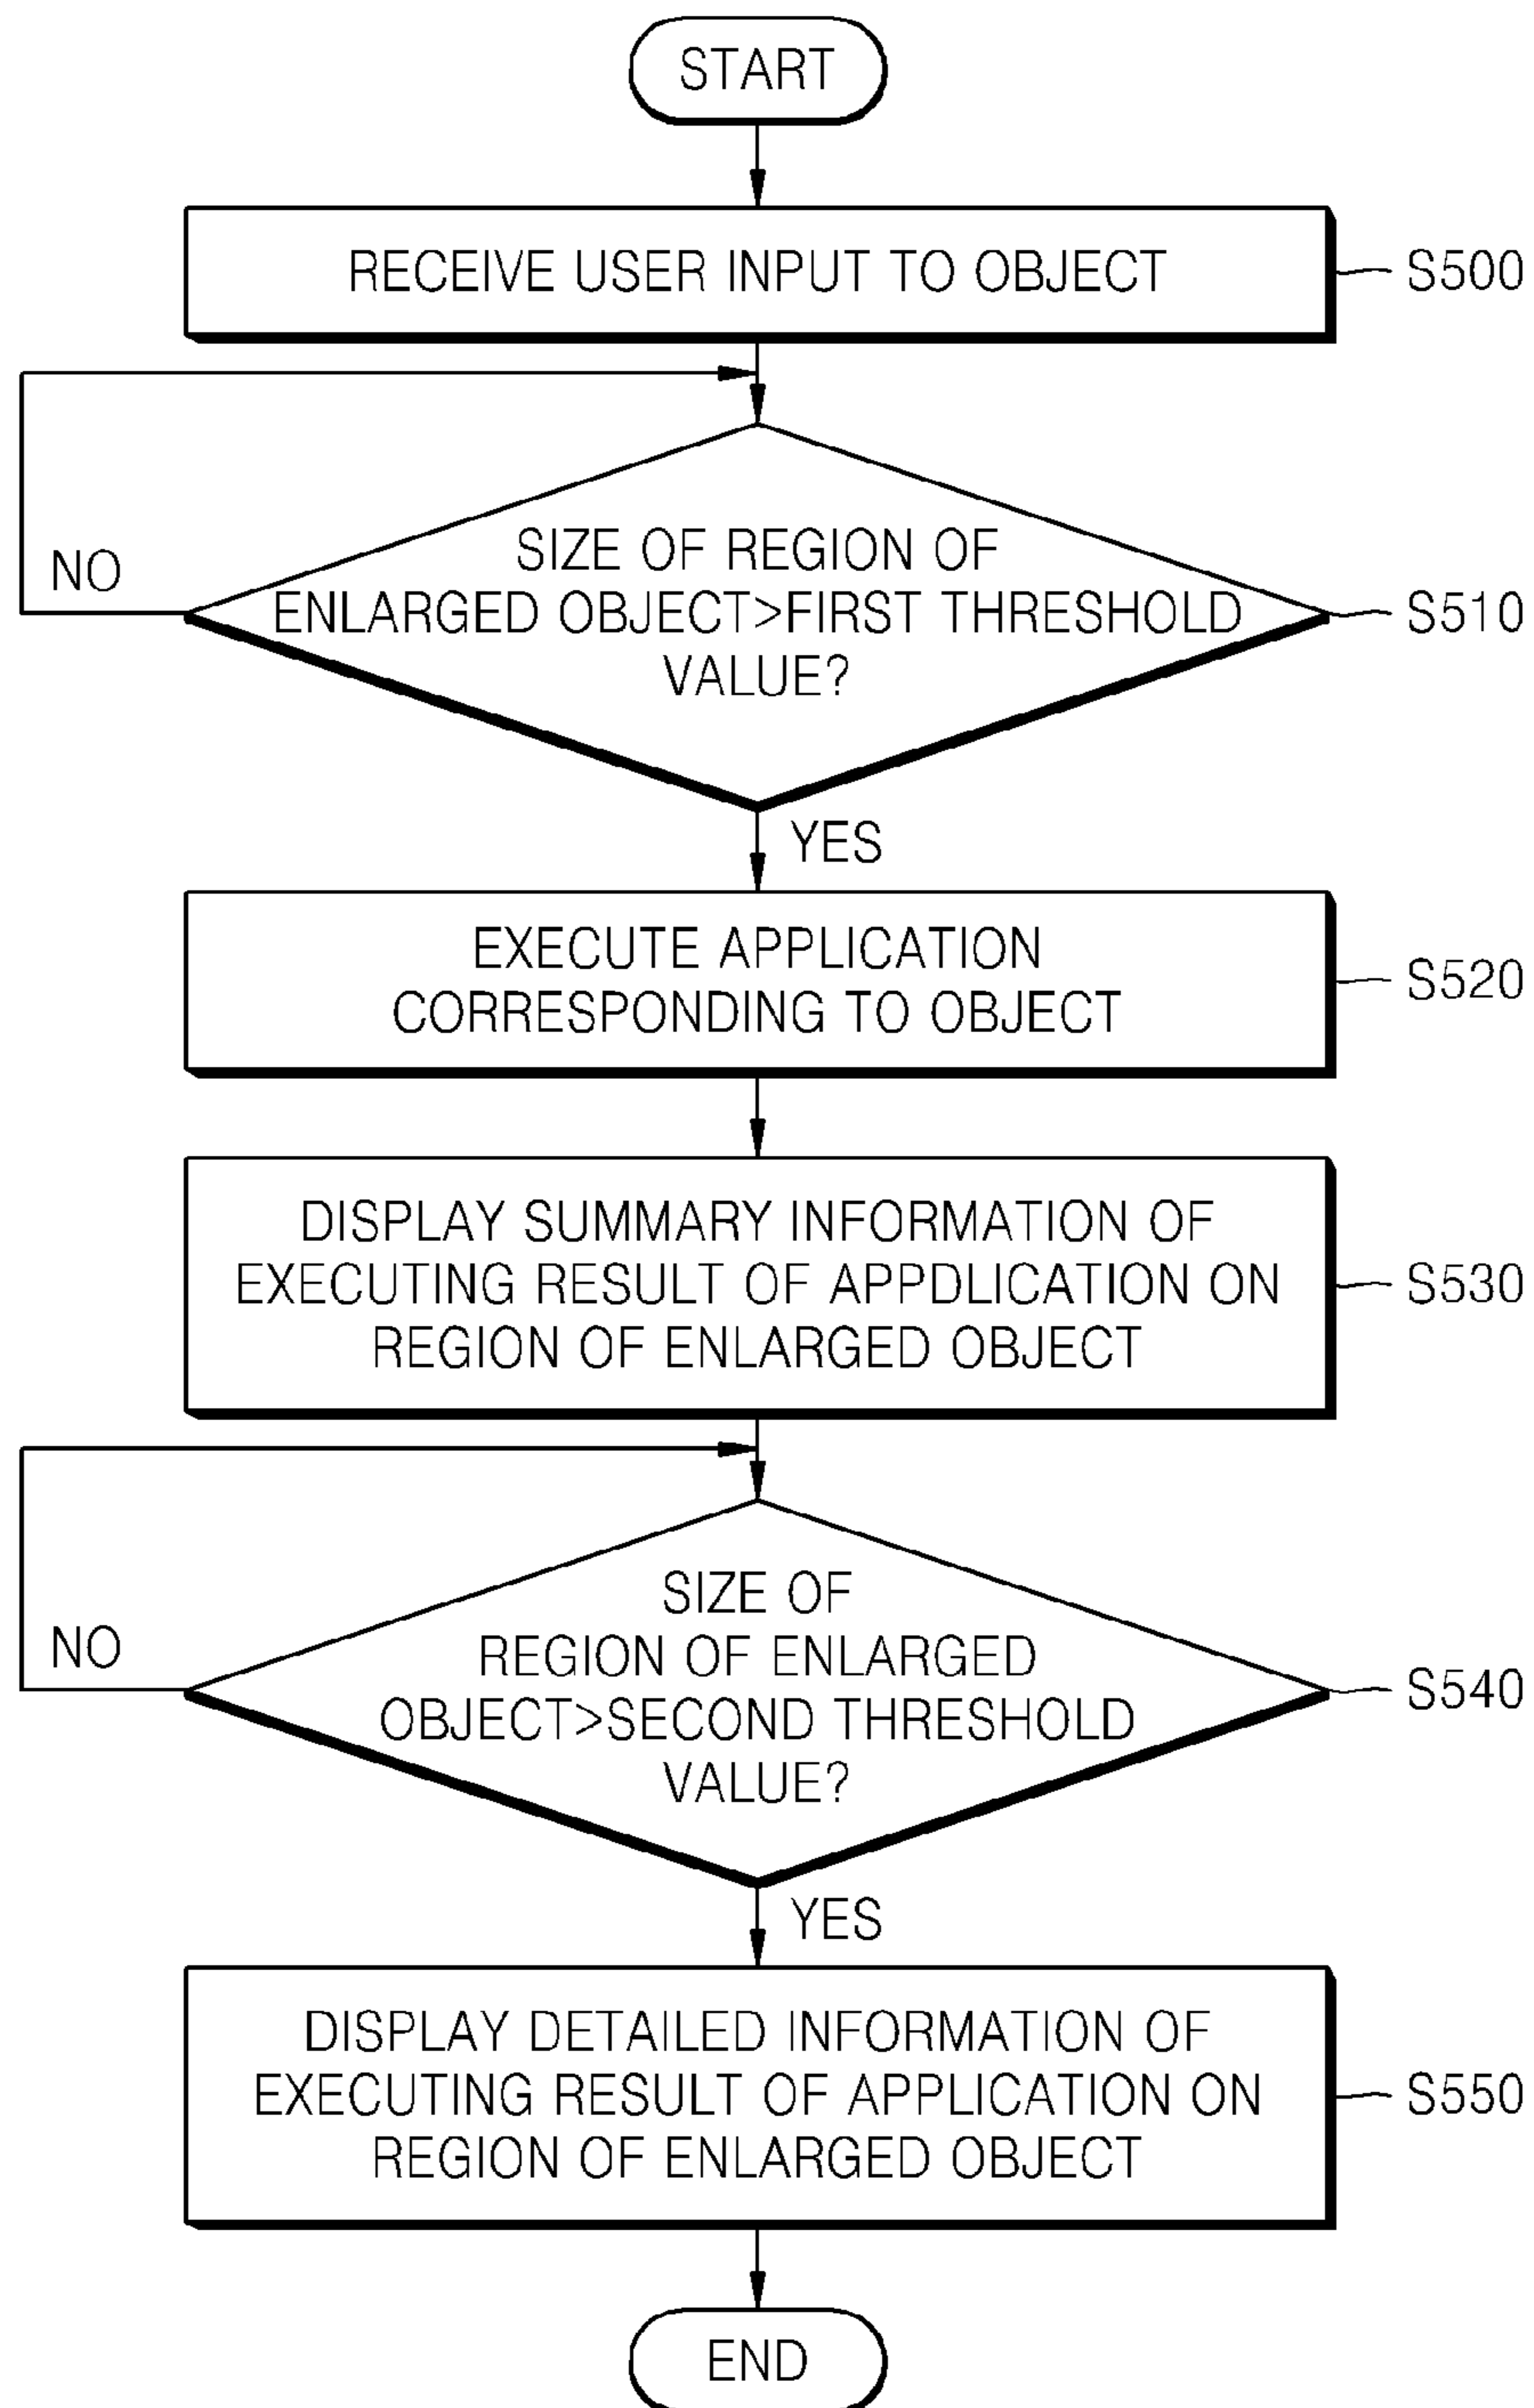 START
RECEIVE USER INPUT TO OBJECT
S500
SIZE OF REGION OF
ENLARGED OBJECT>FIRST THRESHOLD
VALUE?
S510
NO
YES
EXECUTE APPLICATION
CORRESPONDING TO OBJECT
S520
DISPLAY SUMMARY INFORMATION OF
EXECUTING RESULT OF APPDLICATION ON
REGION OF ENLARGED OBJECT
S530
SIZE OF
REGION OF ENLARGED
OBJECT>SECOND THRESHOLD
VALUE?
S540
NO
YES
DISPLAY DETAILED INFORMATION OF
EXECUTING RESULT OF APPLICATION ON
REGION OF ENLARGED OBJECT
S550
END